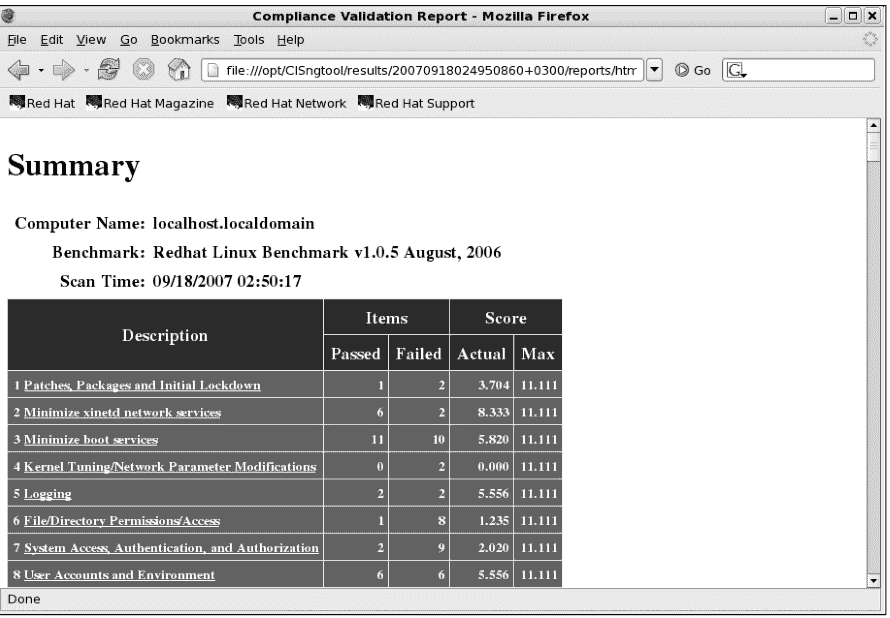 Compliance Validation Report - Mozilla Firefox
File Edit View Go Bookmarks Tools Help
file:///opt/CISngtool/results/20070918024950860+0300/reports/htm Go G
Red Hat Red Hat Magazine Red Hat Network Red Hat Support
Summary
Computer Name: localhost.localdomain
Benchmark: Redhat Linux Benchmark v1.0.5 August, 2006
Scan Time: 09/18/2007 02:50:17
Description Items Score
Passed Failed Actual Max
1 Patches, Packages and Initial Lockdown 1 2 3.704 11.111
2 Minimize xinetd network services 6 2 8.333 11.111
3 Minimize boot services 11 10 5.820 11.111
4 Kernel Tuning/Network Parameter Modifications 0 2 0.000 11.111
5 Logging 2 2 5.556 11.111
6 File/Directory Permissions/Access 1 8 1.235 11.111
7 System Access, Authentication, and Authorization 2 9 2.020 11.111
8 User Accounts and Environment 6 6 5.556 11.111
Done